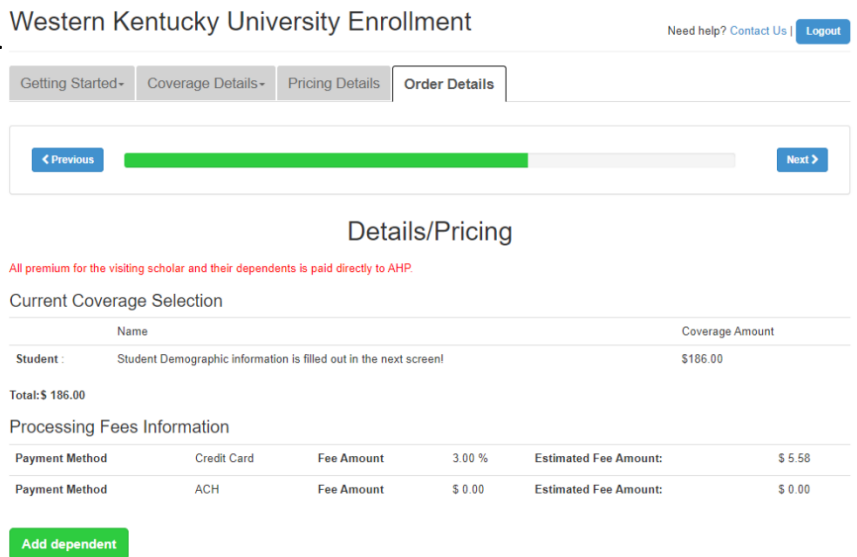 Western Kentucky University Enrollment
Need help? Contact Us | Logout
Getting Started Coverage Details Pricing Details Order Details
Previous Next
Details/Pricing
All premium for the visiting scholar and their dependents is paid directly to AHP.
Current Coverage Selection
Name Coverage Amount
Student : Student Demographic information is filled out in the next screen! $186.00
Total:$ 186.00
Processing Fees Information
Payment Method Credit Card Fee Amount 3.00 % Estimated Fee Amount: $ 5.58
Payment Method ACH Fee Amount $ 0.00 Estimated Fee Amount: $ 0.00
Add dependent